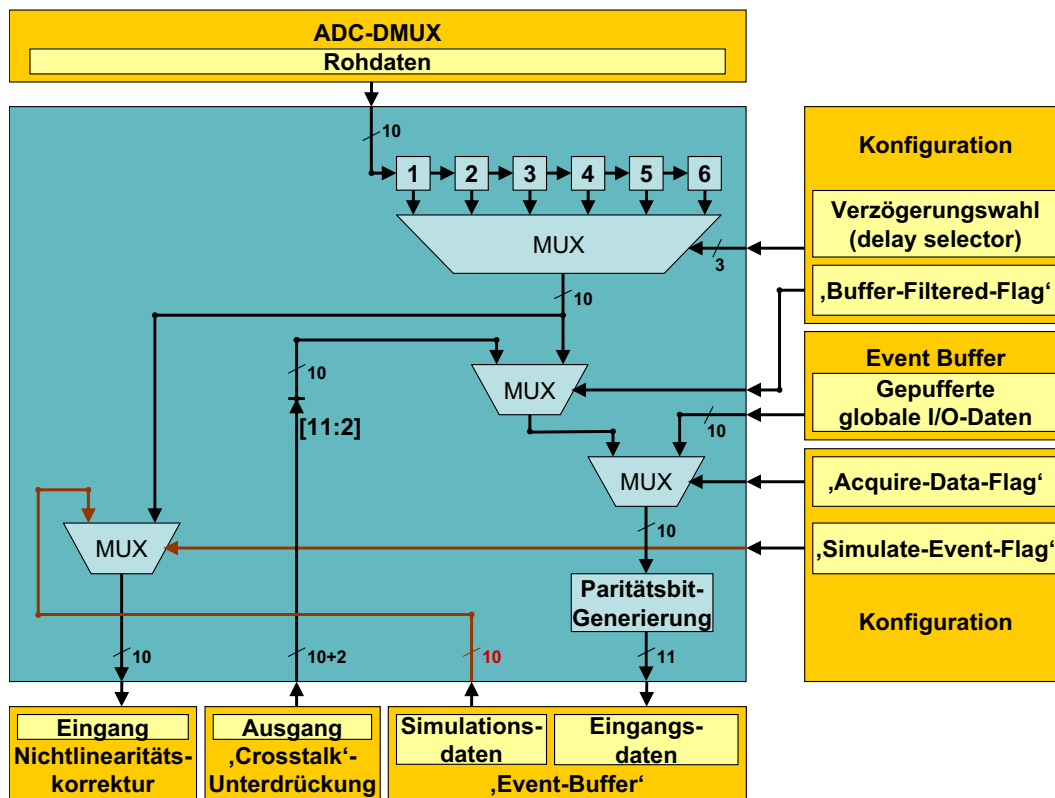 ADC-DMUX
Rohdaten
10
1 2 3 4 5 6
MUX
3
10
Konfiguration
Verzögerungswahl
(delay selector)
‚Buffer-Filtered-Flag‘
10
[11:2]
MUX
Event Buffer
Gepufferte
globale I/O-Daten
10
MUX
10
‚Acquire-Data-Flag‘
‚Simulate-Event-Flag‘
Konfiguration
MUX
Paritätsbit-
Generierung
10
10+2
10
11
Eingang
Nichtlinearitäts-
korrektur
Ausgang
‚Crosstalk‘-
Unterdrückung
Simulations-
daten
Eingangs-
daten
‚Event-Buffer‘